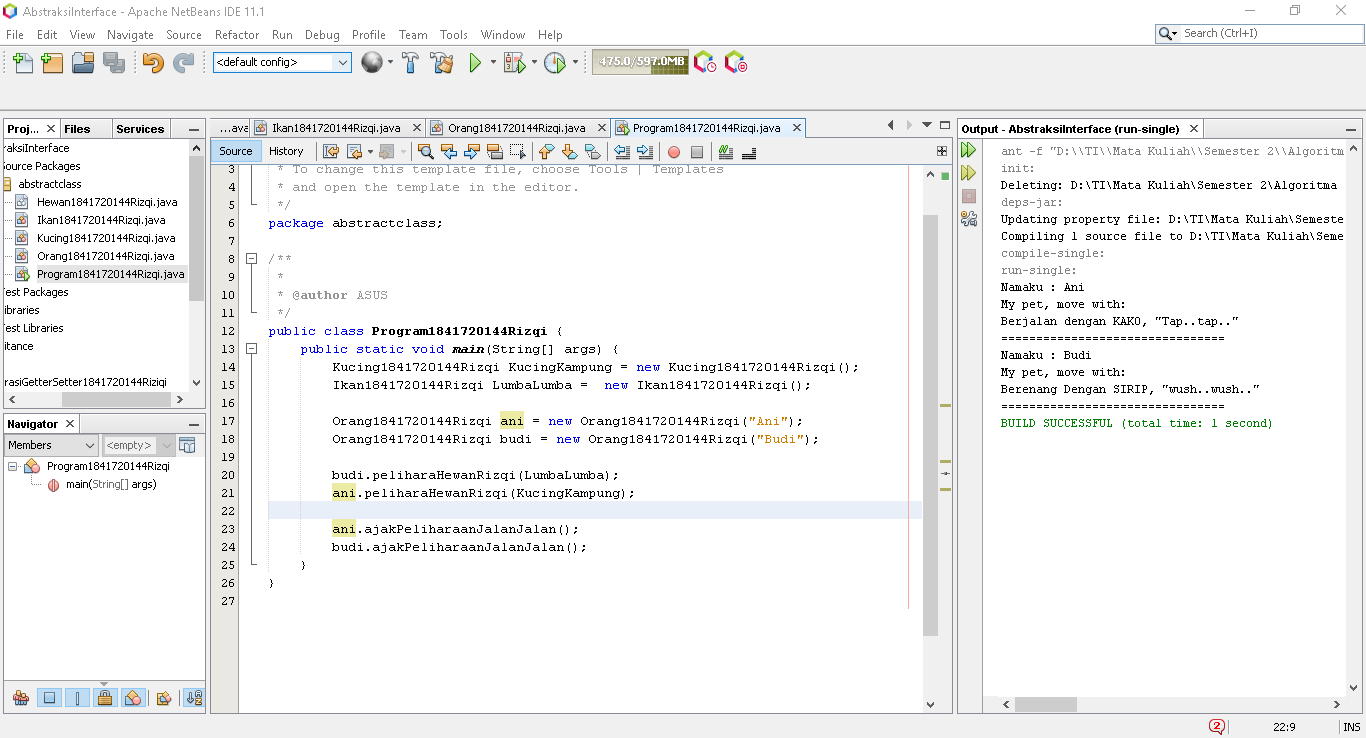 AbstraksiInterface - Apache NetBeans IDE 11.1
File Edit View Navigate Source Refactor Run Debug Profile Team Tools Window Help
Search (Ctrl+I)
<default config>
475.0/597.0MB
Proj... Files Services
raksiInterface
Source Packages
abstractclass
Hewan1841720144Rizqi.java
Ikan1841720144Rizqi.java
Kucing1841720144Rizqi.java
Orang1841720144Rizqi.java
Program1841720144Rizqi.java
Test Packages
ibraries
Test Libraries
itance
rasiGetterSetter1841720144Riziqi
Navigator
Members <empty>
Program1841720144Rizqi
main(String[] args)
...ava Ikan1841720144Rizqi.java Orang1841720144Rizqi.java Program1841720144Rizqi.java
Source History
3 * To change this template file, choose Tools | Templates
4 * and open the template in the editor.
5 */
6 package abstractclass;
7
8 /**
9 *
10 * @author ASUS
11 */
12 public class Program1841720144Rizqi {
13 public static void main(String[] args) {
14 Kucing1841720144Rizqi KucingKampung = new Kucing1841720144Rizqi();
15 Ikan1841720144Rizqi LumbaLumba =  new Ikan1841720144Rizqi();
16
17 Orang1841720144Rizqi ani = new Orang1841720144Rizqi("Ani");
18 Orang1841720144Rizqi budi = new Orang1841720144Rizqi("Budi");
19
20 budi.peliharaHewanRizqi(LumbaLumba);
21 ani.peliharaHewanRizqi(KucingKampung);
22
23 ani.ajakPeliharaanJalanJalan();
24 budi.ajakPeliharaanJalanJalan();
25 }
26 }
27
Output - AbstraksiInterface (run-single)
ant -f "D:\\TI\\Mata Kuliah\\Semester 2\\Algoritm
init:
Deleting: D:\TI\Mata Kuliah\Semester 2\Algoritma
deps-jar:
Updating property file: D:\TI\Mata Kuliah\Semeste
Compiling 1 source file to D:\TI\Mata Kuliah\Seme
compile-single:
run-single:
Namaku : Ani
My pet, move with:
Berjalan dengan KAKO, "Tap..tap.."
================================
Namaku : Budi
My pet, move with:
Berenang Dengan SIRIP, "wush..wush.."
================================
BUILD SUCCESSFUL (total time: 1 second)
2 22:9 INS